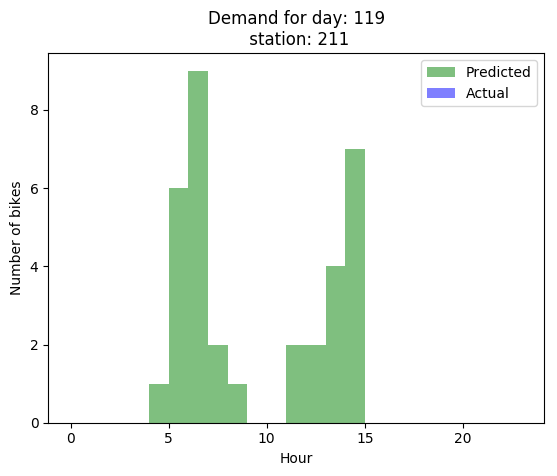 Demand for day: 119
station: 211
Predicted
Actual
Number of bikes
8
6
4
2
0
0
5
10
15
20
Hour